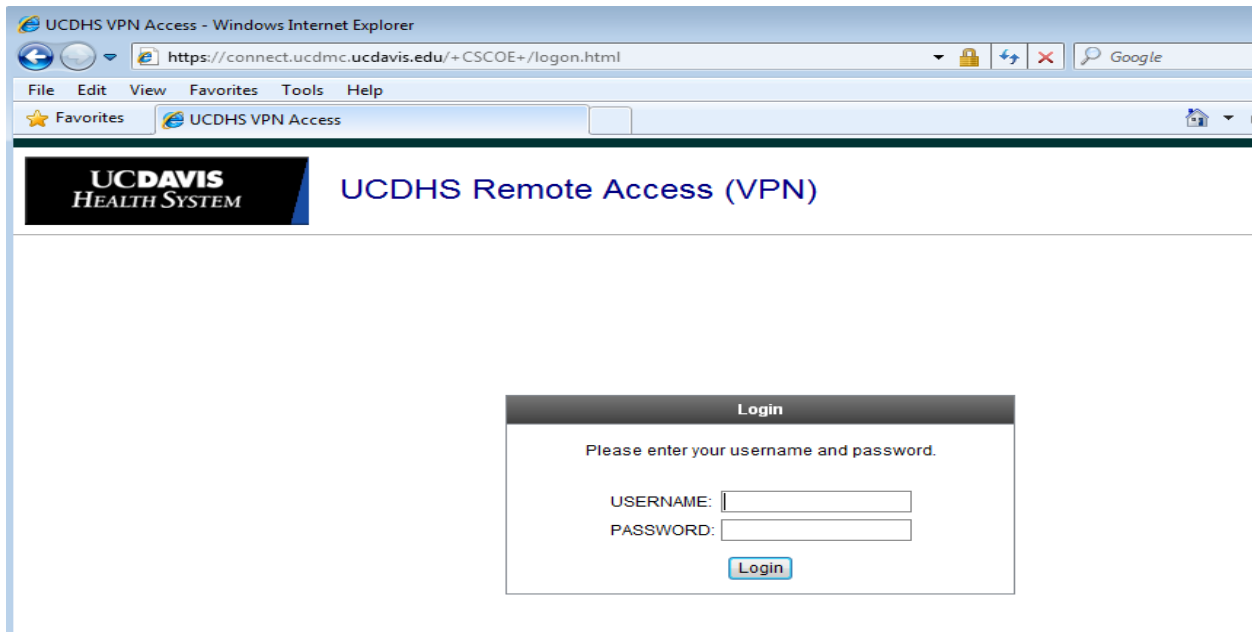 UCDHS VPN Access - Windows Internet Explorer
https://connect.ucdmc.ucdavis.edu/+CSCOE+/logon.html
Google
File Edit View Favorites Tools Help
Favorites UCDHS VPN Access
UCDAVIS
HEALTH SYSTEM
UCDHS Remote Access (VPN)
Login
Please enter your username and password.
USERNAME:
PASSWORD:
Login